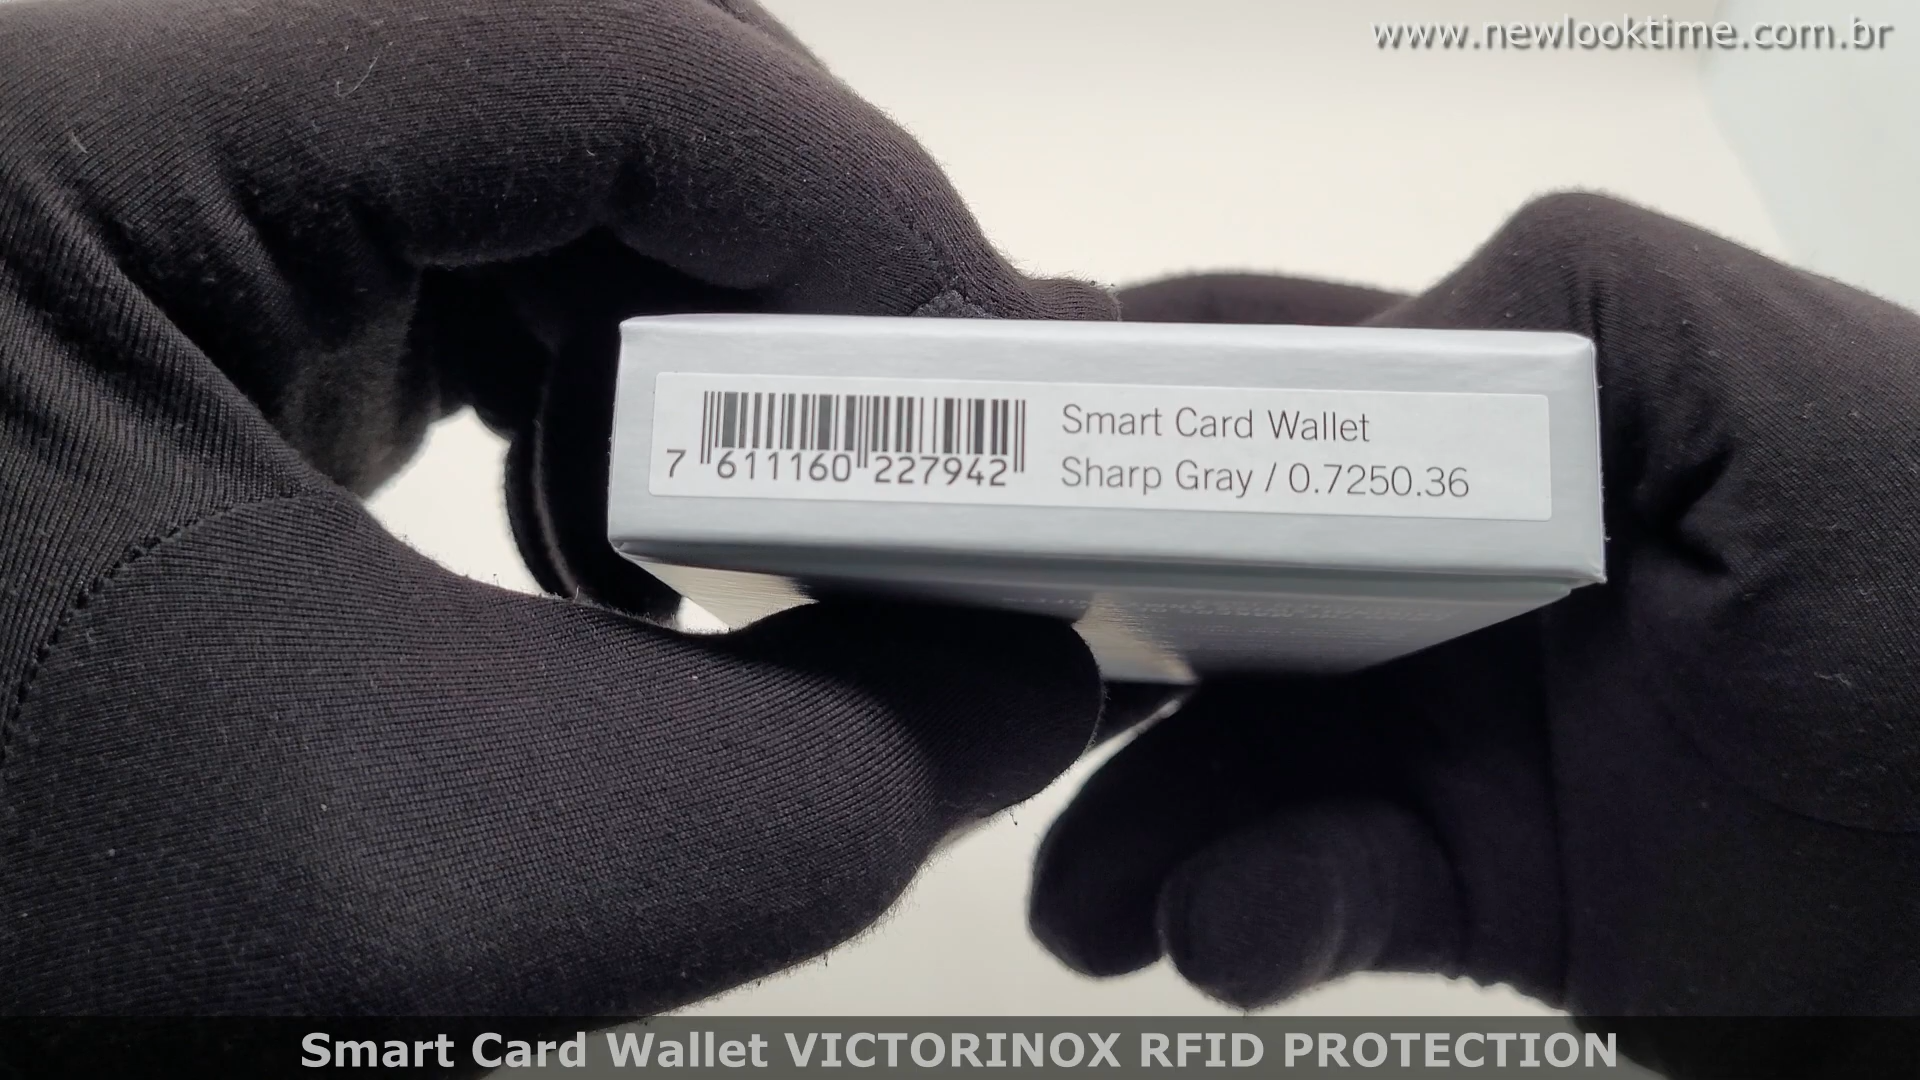 www.newlooktime.com.br
Smart Card Wallet
7 611160 227942
Sharp Gray / 0.7250.36
Smart Card Wallet VICTORINOX RFID PROTECTION